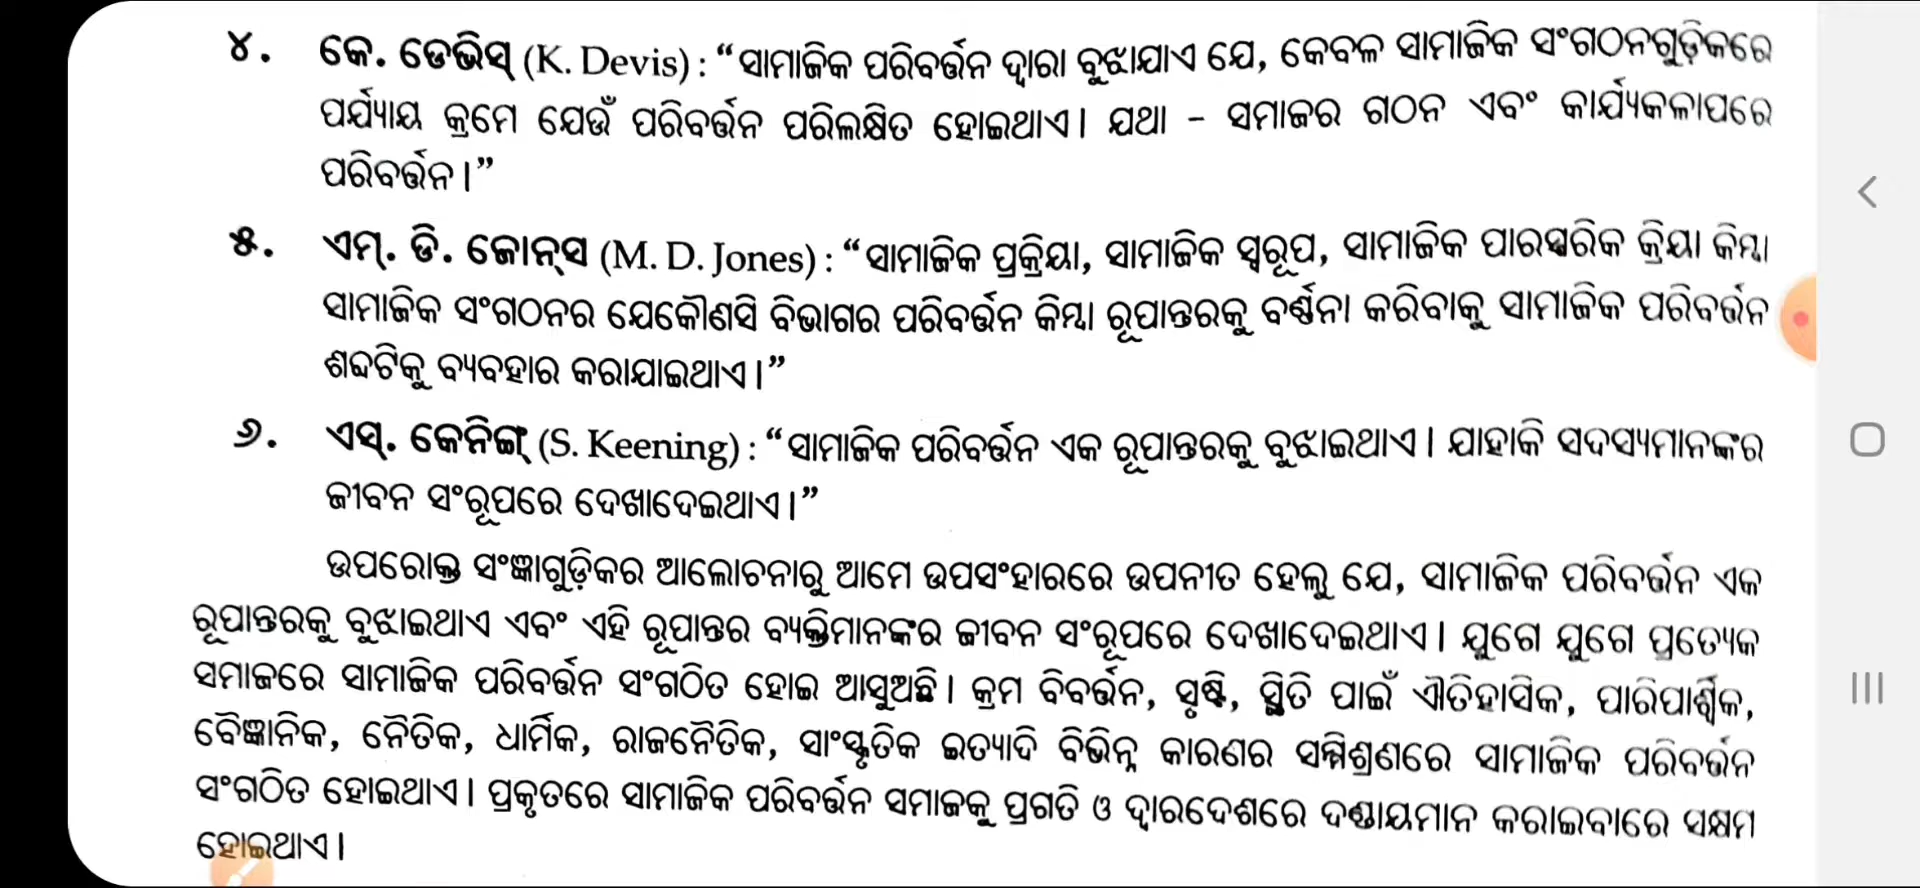 ୪. କେ. ଡେଭିସ୍ (K. Devis) : “ସାମାଜିକ ପରିବର୍ତ୍ତନ ଦ୍ୱାରା ବୁଝାଯାଏ ଯେ, କେବଳ ସାମାଜିକ ସଂଗଠନଗୁଡ଼ିକରେ
ପର୍ଯ୍ୟାୟ କ୍ରମେ ଯେଉଁ ପରିବର୍ତ୍ତନ ପରିଲକ୍ଷିତ ହୋଇଥାଏ। ଯଥା - ସମାଜର ଗଠନ ଏବଂ କାର୍ଯ୍ୟକଳାପରେ
ପରିବର୍ତ୍ତନ।”
୫. ଏମ୍. ଡି. ଜୋନ୍‌ସ (M. D. Jones) : “ସାମାଜିକ ପ୍ରକ୍ରିୟା, ସାମାଜିକ ସ୍ୱରୂପ, ସାମାଜିକ ପାରସ୍ପରିକ କ୍ରିୟା କିମ୍ବା
ସାମାଜିକ ସଂଗଠନର ଯେକୌଣସି ବିଭାଗର ପରିବର୍ତ୍ତନ କିମ୍ବା ରୂପାନ୍ତରକୁ ବର୍ଣ୍ଣନା କରିବାକୁ ସାମାଜିକ ପରିବର୍ତ୍ତନ
ଶବ୍ଦଟିକୁ ବ୍ୟବହାର କରାଯାଇଥାଏ।”
୬. ଏସ୍. କେନିଙ୍ଗ୍ (S. Keening) : “ସାମାଜିକ ପରିବର୍ତ୍ତନ ଏକ ରୂପାନ୍ତରକୁ ବୁଝାଇଥାଏ। ଯାହାକି ସଦସ୍ୟମାନଙ୍କର
ଜୀବନ ସଂରୂପରେ ଦେଖାଦେଇଥାଏ।”
ଉପରୋକ୍ତ ସଂଜ୍ଞାଗୁଡ଼ିକର ଆଲୋଚନାରୁ ଆମେ ଉପସଂହାରରେ ଉପନୀତ ହେଲୁ ଯେ, ସାମାଜିକ ପରିବର୍ତ୍ତନ ଏକ
ରୂପାନ୍ତରକୁ ବୁଝାଇଥାଏ ଏବଂ ଏହି ରୂପାନ୍ତର ବ୍ୟକ୍ତିମାନଙ୍କର ଜୀବନ ସଂରୂପରେ ଦେଖାଦେଇଥାଏ। ଯୁଗେ ଯୁଗେ ପ୍ରତ୍ୟେକ
ସମାଜରେ ସାମାଜିକ ପରିବର୍ତ୍ତନ ସଂଗଠିତ ହୋଇ ଆସୁଅଛି। କ୍ରମ ବିବର୍ତ୍ତନ, ସୃଷ୍ଟି, ସ୍ଥିତି ପାଇଁ ଐତିହାସିକ, ପାରିପାର୍ଶ୍ୱିକ,
ବୈଜ୍ଞାନିକ, ନୈତିକ, ଧାର୍ମିକ, ରାଜନୈତିକ, ସାଂସ୍କୃତିକ ଇତ୍ୟାଦି ବିଭିନ୍ନ କାରଣର ସମ୍ମିଶ୍ରଣରେ ସାମାଜିକ ପରିବର୍ତ୍ତନ
ସଂଗଠିତ ହୋଇଥାଏ। ପ୍ରକୃତରେ ସାମାଜିକ ପରିବର୍ତ୍ତନ ସମାଜକୁ ପ୍ରଗତି ଓ ଦ୍ୱାରଦେଶରେ ଦଣ୍ଡାୟମାନ କରାଇବାରେ ସକ୍ଷମ
ହୋଇଥାଏ।